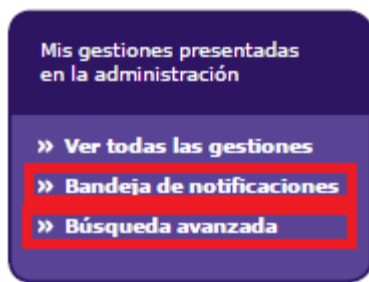 Mis gestiones presentadas
en la administración
» Ver todas las gestiones
» Bandeja de notificaciones
» Búsqueda avanzada